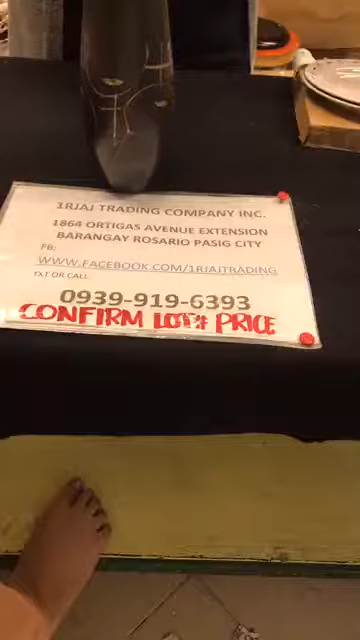 1RJAJ TRADING COMPANY INC.
1864 ORTIGAS AVENUE EXTENSION
BARANGAY ROSARIO PASIG CITY
FB:
WWW.FACEBOOK.COM/1RJAJTRADING
TXT OR CALL
0939-919-6393
CONFIRM LOT# PRICE